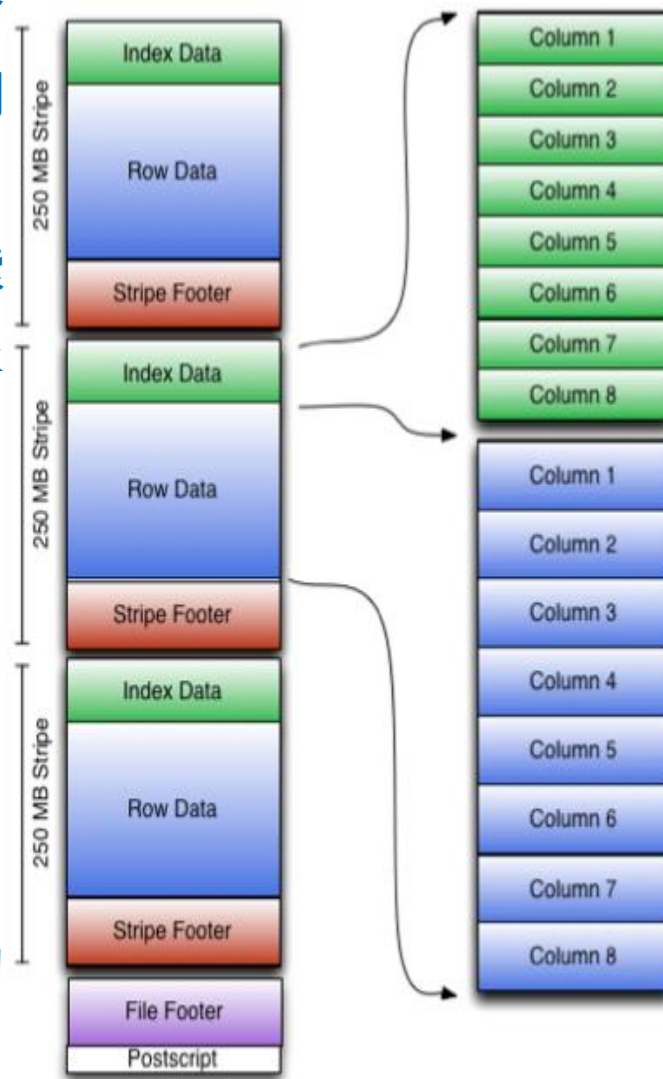 250 MB Stripe
Index Data
Row Data
Stripe Footer
250 MB Stripe
Index Data
Row Data
Stripe Footer
250 MB Stripe
Index Data
Row Data
Stripe Footer
File Footer
Postscript
Column 1
Column 2
Column 3
Column 4
Column 5
Column 6
Column 7
Column 8
Column 1
Column 2
Column 3
Column 4
Column 5
Column 6
Column 7
Column 8